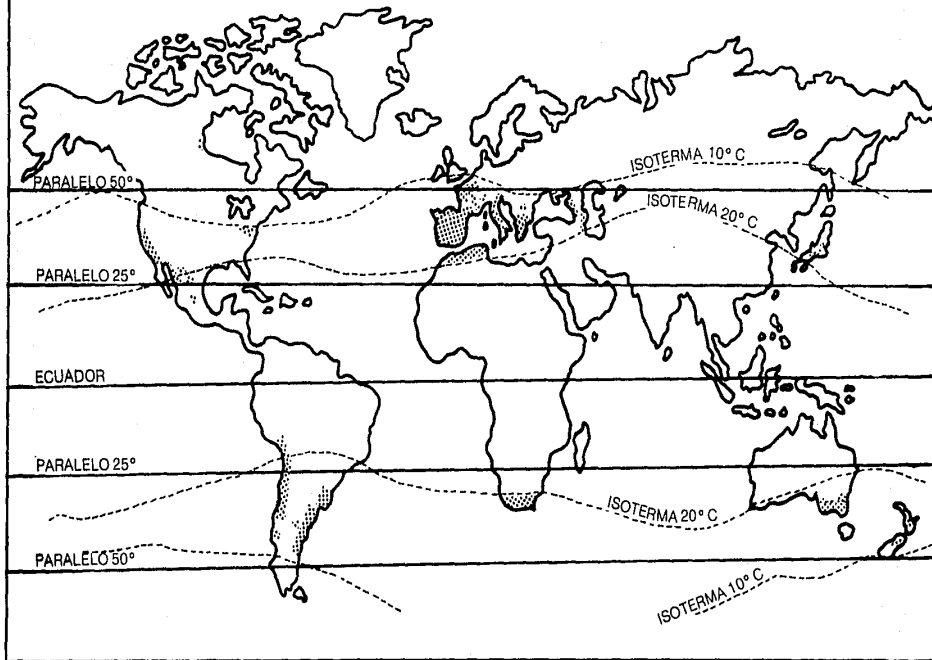 ISOTERMA 10° C
PARALELO 50°
ISOTERMA 20° C
PARALELO 25°
ECUADOR
PARALELO 25°
ISOTERMA 20° C
PARALELO 50°
ISOTERMA 10° C